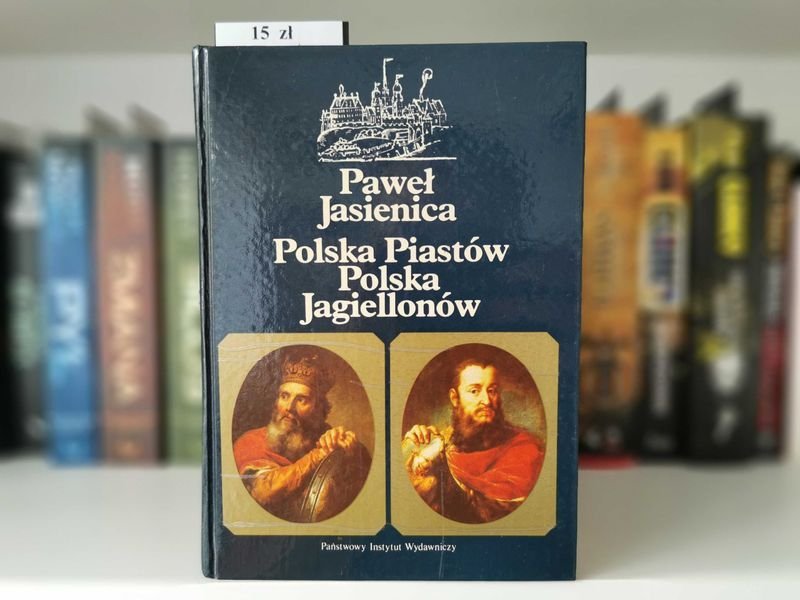 15 zł
Paweł
Jasienica
Polska Piastów
Polska
Jagiellonów
Państwowy Instytut Wydawniczy